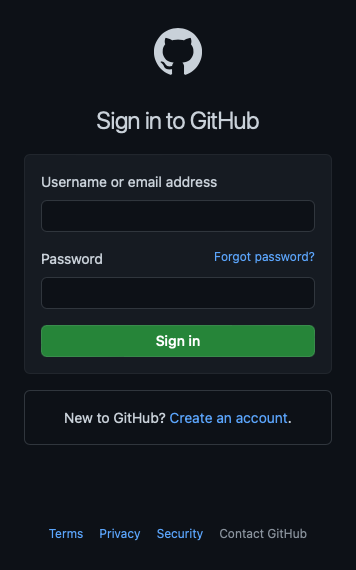 Sign in to GitHub
Username or email address
Password Forgot password?
Sign in
New to GitHub? Create an account.
Terms Privacy Security Contact GitHub